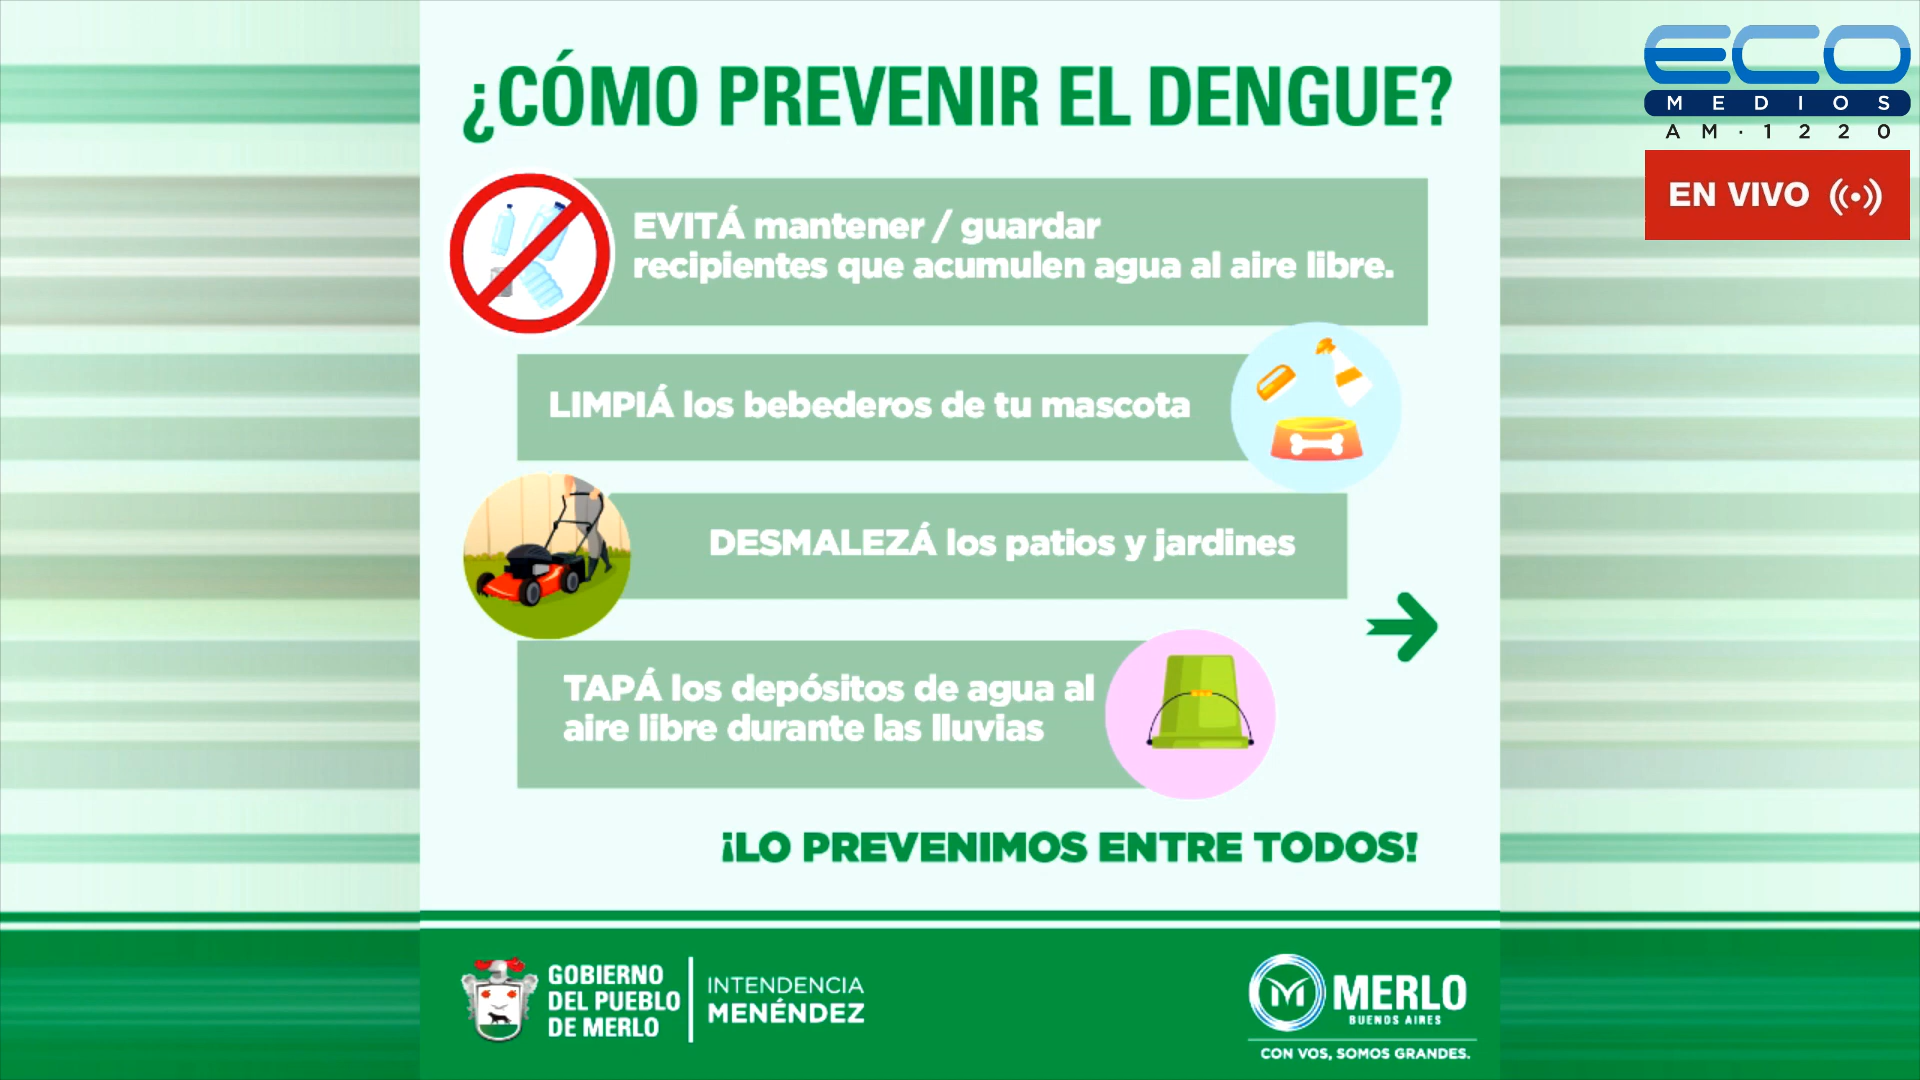 ¿CÓMO PREVENIR EL DENGUE?
EVITÁ mantener / guardar
recipientes que acumulen agua al aire libre.
LIMPIÁ los bebederos de tu mascota
DESMALEZÁ los patios y jardines
TAPÁ los depósitos de agua al
aire libre durante las lluvias
¡LO PREVENIMOS ENTRE TODOS!
GOBIERNO
DEL PUEBLO
DE MERLO
INTENDENCIA
MENÉNDEZ
MERLO
BUENOS AIRES
CON VOS, SOMOS GRANDES.
ECO
MEDIOS
AM·1220
EN VIVO